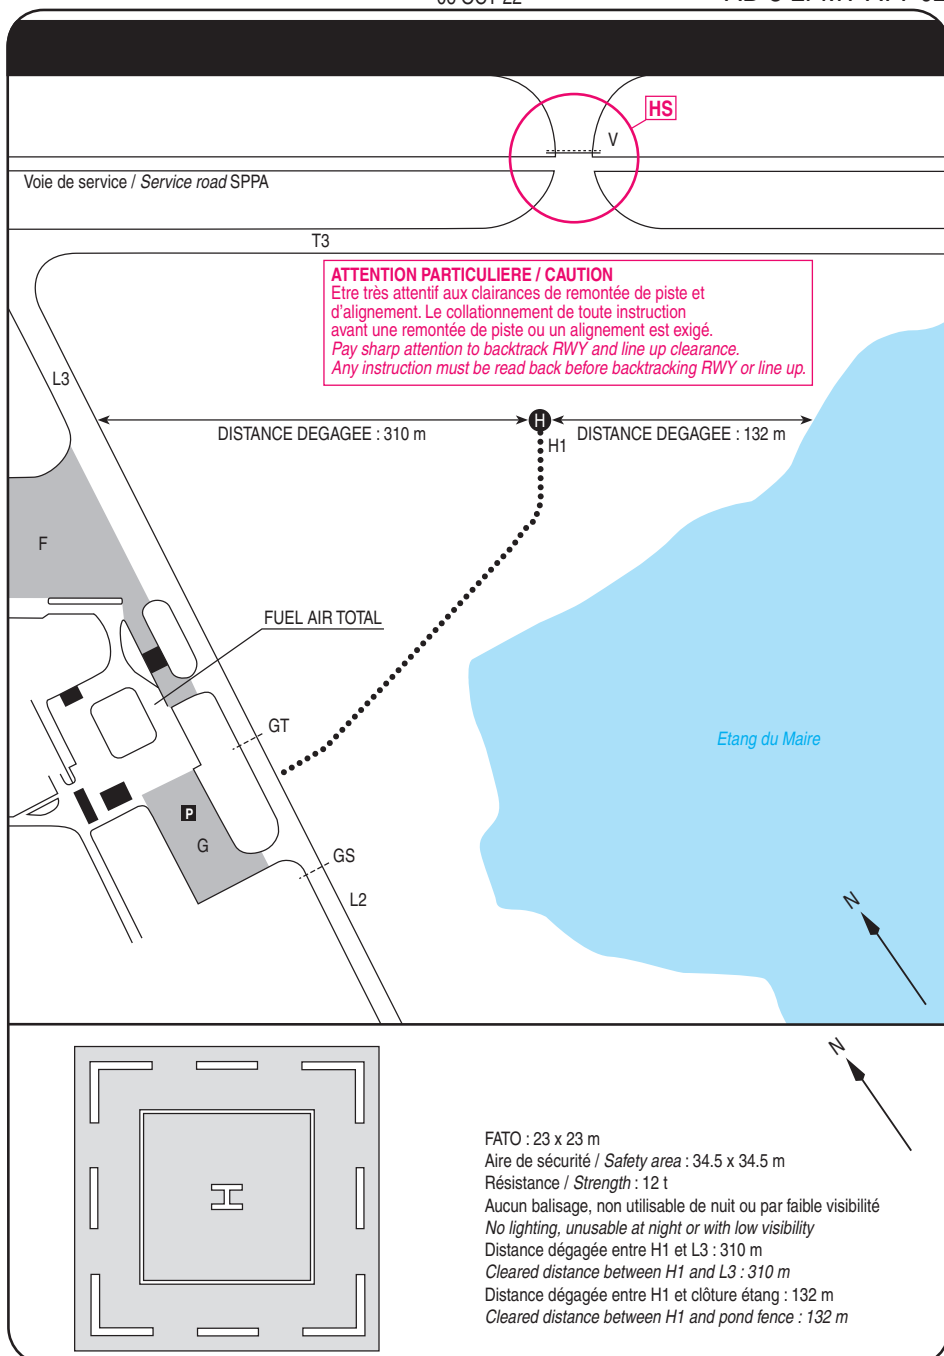 HS
V
Voie de service / Service road SPPA
T3
ATTENTION PARTICULIERE / CAUTION
Etre très attentif aux clairances de remontée de piste et
d'alignement. Le collationnement de toute instruction
avant une remontée de piste ou un alignement est exigé.
Pay sharp attention to backtrack RWY and line up clearance.
Any instruction must be read back before backtracking RWY or line up.
L3
H
DISTANCE DEGAGEE : 310 m
H1
DISTANCE DEGAGEE : 132 m
F
FUEL AIR TOTAL
GT
Etang du Maire
P
G
GS
L2
N
N
H
FATO : 23 x 23 m
Aire de sécurité / Safety area : 34.5 x 34.5 m
Résistance / Strength : 12 t
Aucun balisage, non utilisable de nuit ou par faible visibilité
No lighting, unusable at night or with low visibility
Distance dégagée entre H1 et L3 : 310 m
Cleared distance between H1 and L3 : 310 m
Distance dégagée entre H1 et clôture étang : 132 m
Cleared distance between H1 and pond fence : 132 m